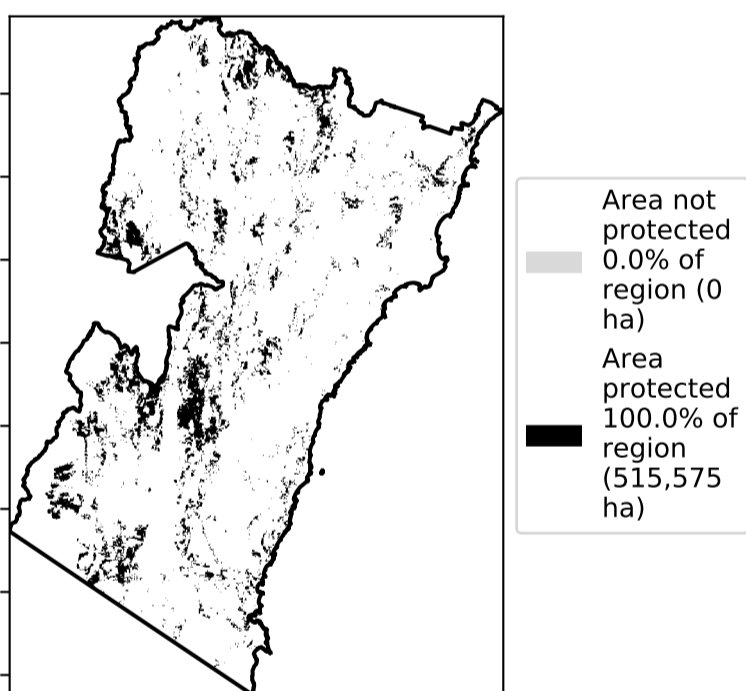 Area not
protected
0.0% of
region (0
ha)
Area
protected
100.0% of
region
(515,575
ha)